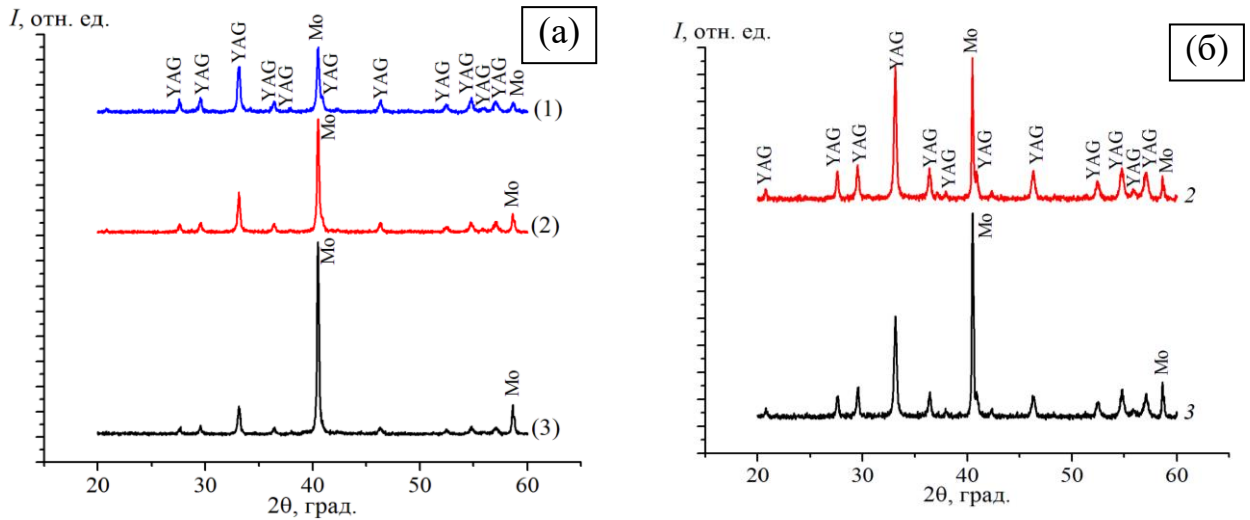 I, отн. ед.
(а)
YAG
YAG
YAG
YAG
YAG
Mo
YAG
YAG
YAG
YAG
YAG
YAG
Mo
(1)
Mo
(2)
Mo
Mo
(3)
20
30
40
50
60
2θ, град.
I, отн. ед.
(б)
YAG
YAG
YAG
YAG
YAG
YAG
Mo
YAG
YAG
YAG
YAG
YAG
YAG
Mo
2
Mo
Mo
3
20
30
40
50
60
2θ, град.